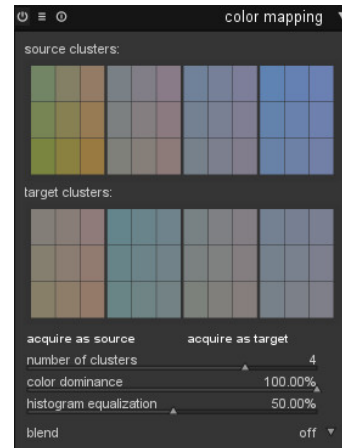 color mapping
source clusters:
target clusters:
acquire as source acquire as target
number of clusters 4
color dominance 100.00%
histogram equalization 50.00%
blend off